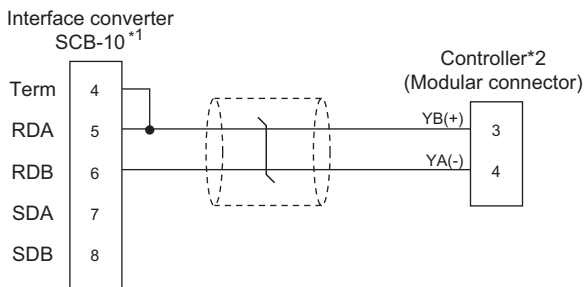 Interface converter
SCB-10 *1
Controller*2
(Modular connector)
Term 4
RDA 5 YB(+) 3
RDB 6 YA(-) 4
SDA 7
SDB 8